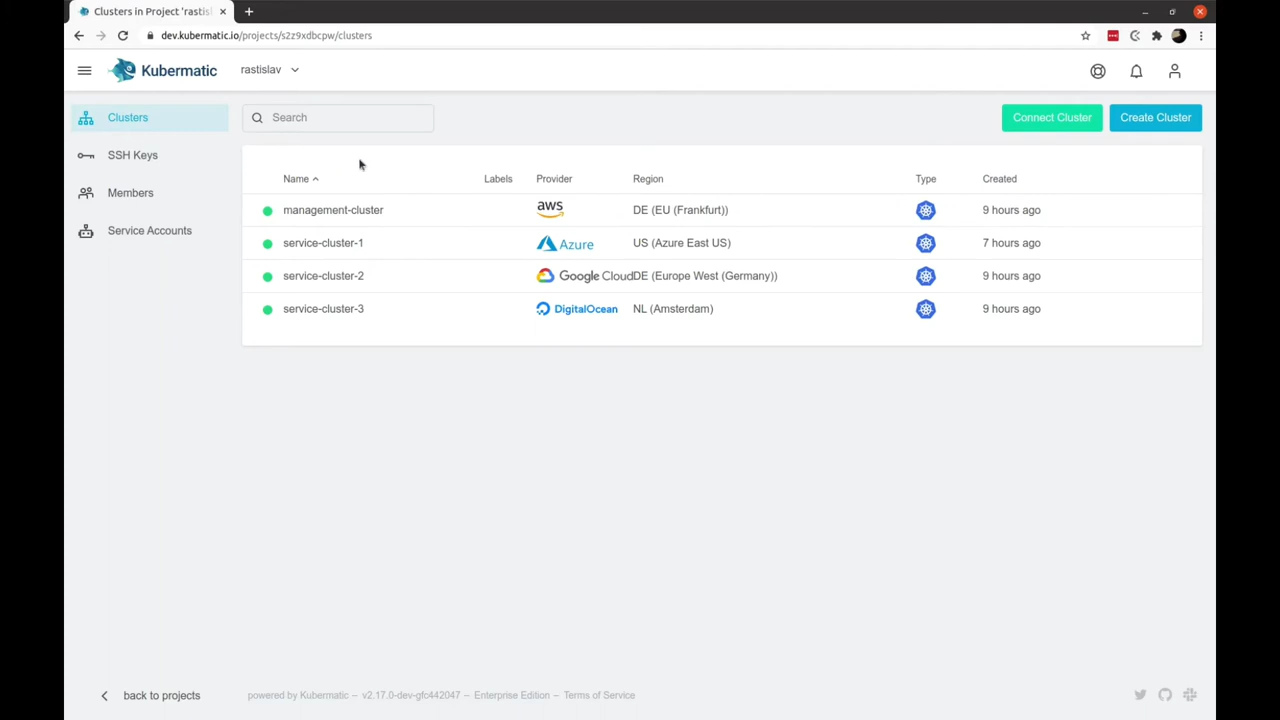 Clusters in Project 'rastisl
dev.kubermatic.io/projects/s2z9xdbcpw/clusters
Kubermatic
rastislav
Clusters
SSH Keys
Members
Service Accounts
Search
Connect Cluster
Create Cluster
Name Labels Provider Region Type Created
management-cluster aws DE (EU (Frankfurt)) 9 hours ago
service-cluster-1 Azure US (Azure East US) 7 hours ago
service-cluster-2 Google Cloud DE (Europe West (Germany)) 9 hours ago
service-cluster-3 DigitalOcean NL (Amsterdam) 9 hours ago
back to projects
powered by Kubermatic – v2.17.0-dev-gfc442047 – Enterprise Edition – Terms of Service